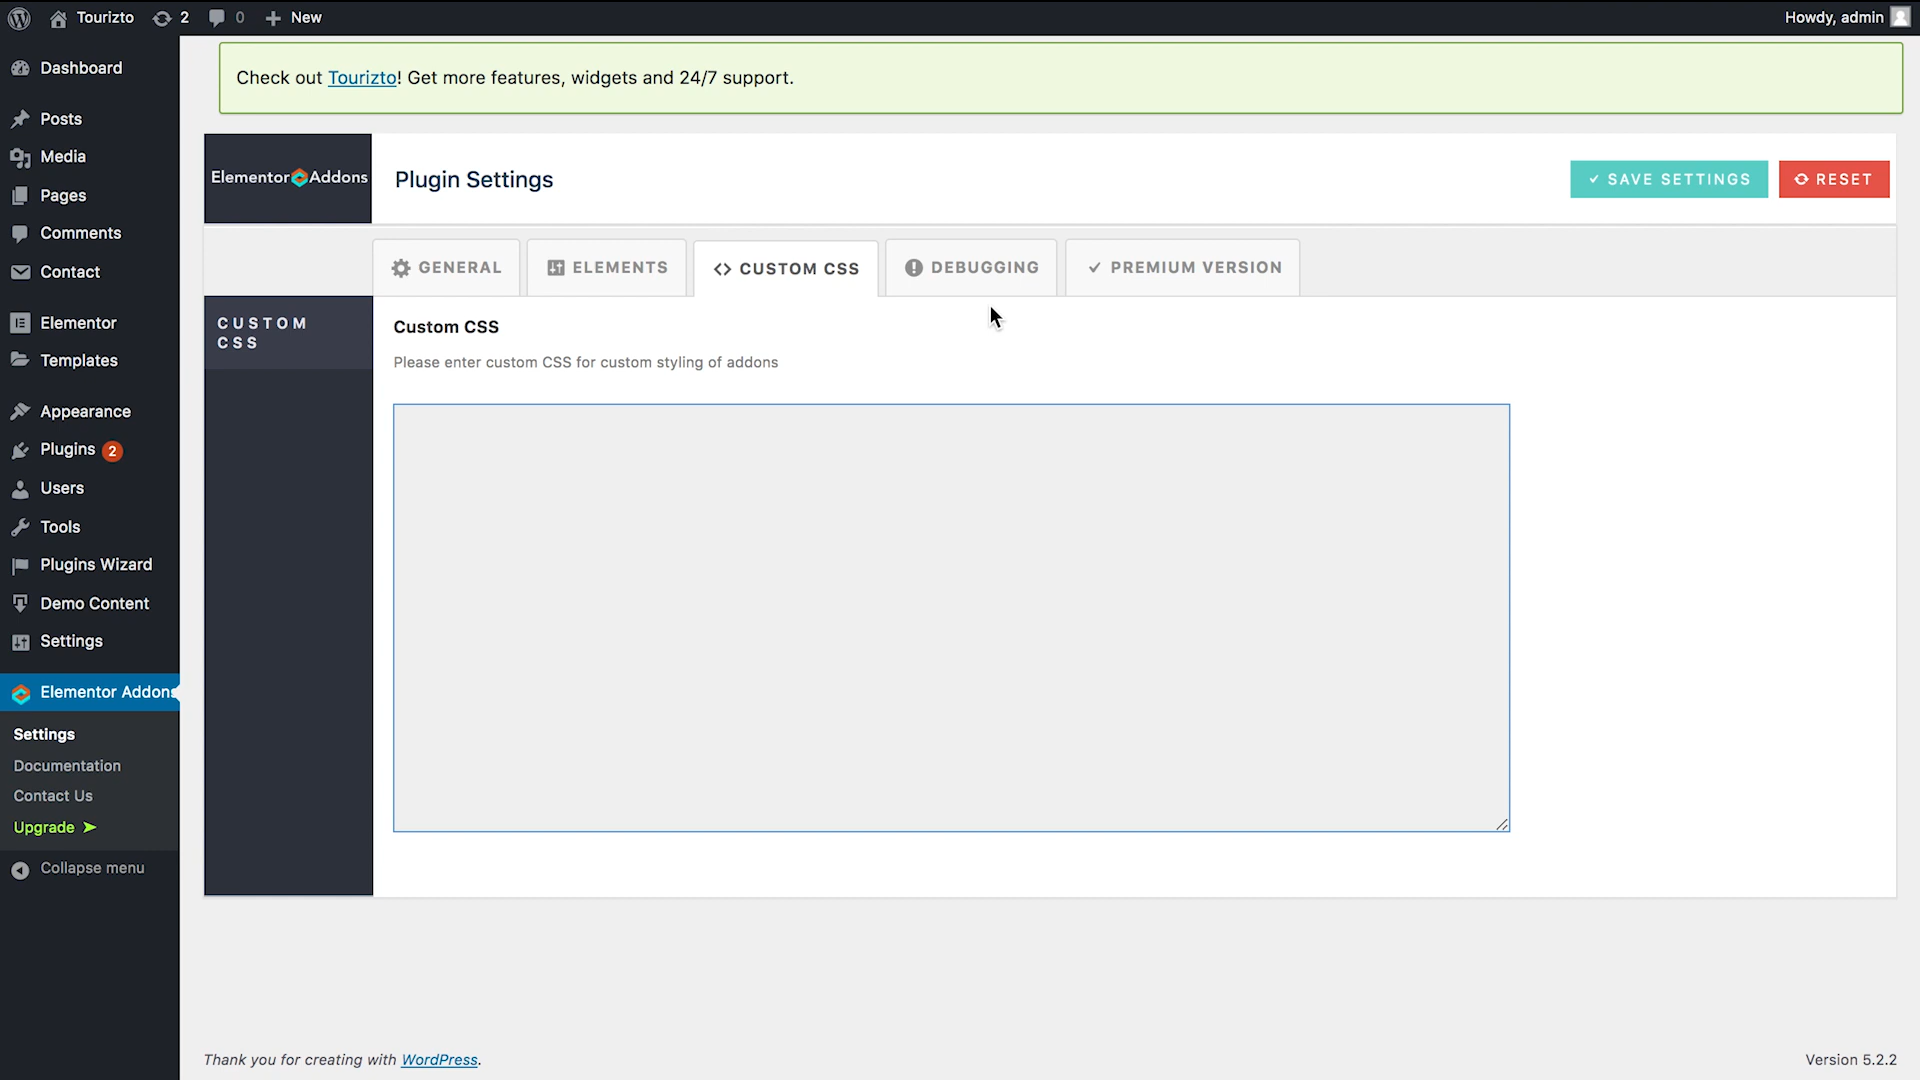 Tourizto 2 0 New
Howdy, admin
Dashboard
Posts
Media
Pages
Comments
Contact
Elementor
Templates
Appearance
Plugins 2
Users
Tools
Plugins Wizard
Demo Content
Settings
Elementor Addons
Settings
Documentation
Contact Us
Upgrade ➤
Collapse menu
Check out Tourizto! Get more features, widgets and 24/7 support.
Elementor Addons
Plugin Settings
✓ SAVE SETTINGS
RESET
GENERAL
ELEMENTS
<> CUSTOM CSS
DEBUGGING
✓ PREMIUM VERSION
CUSTOM
CSS
Custom CSS
Please enter custom CSS for custom styling of addons
Thank you for creating with WordPress.
Version 5.2.2